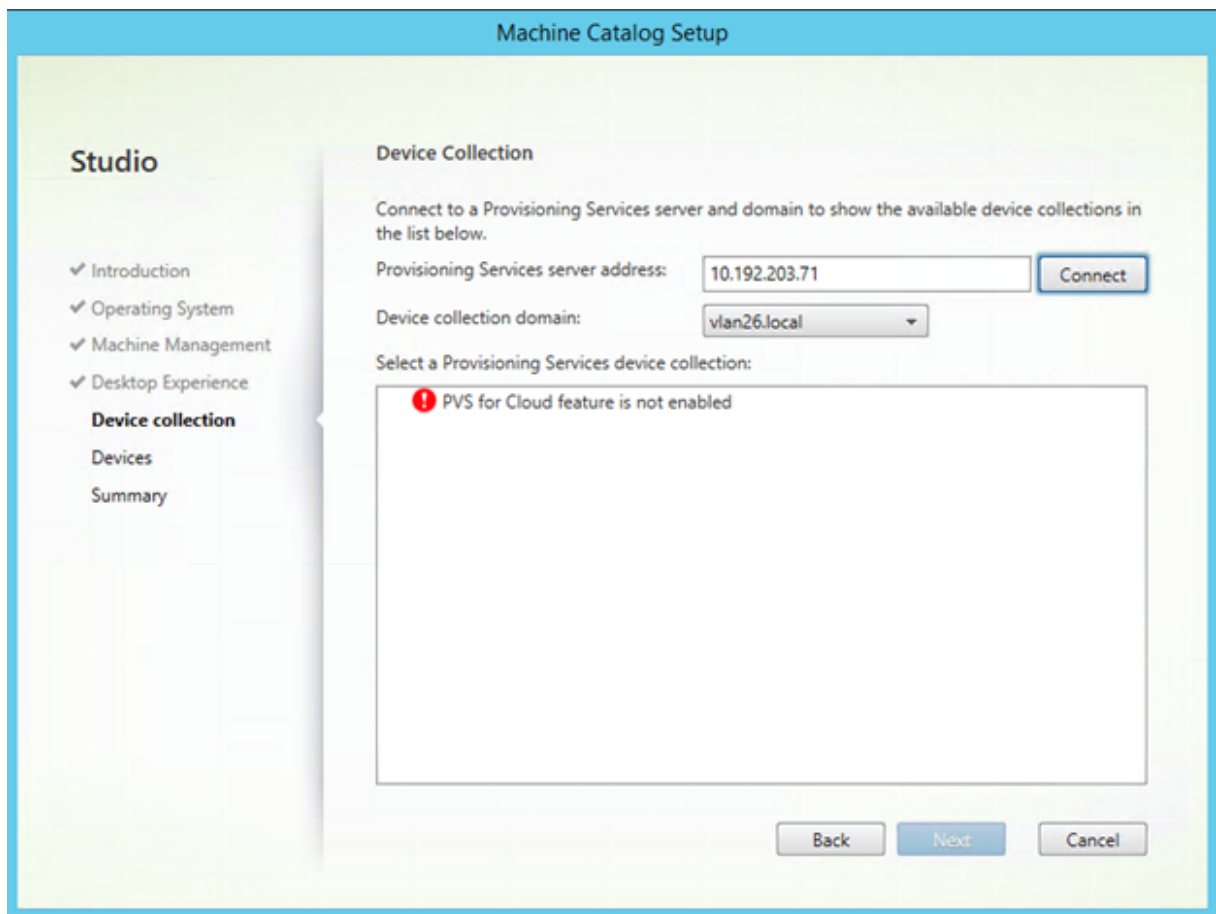 Machine Catalog Setup
Studio
Introduction
Operating System
Machine Management
Desktop Experience
Device collection
Devices
Summary
Device Collection
Connect to a Provisioning Services server and domain to show the available device collections in
the list below.
Provisioning Services server address:
10.192.203.71
Connect
Device collection domain:
vlan26.local
Select a Provisioning Services device collection:
PVS for Cloud feature is not enabled
Back
Next
Cancel